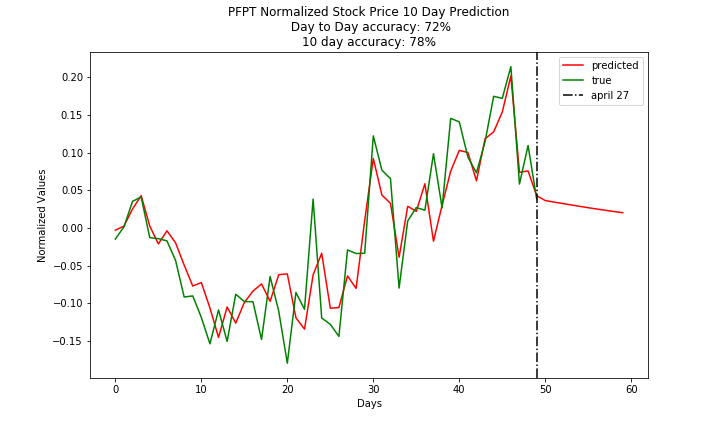 PFPT Normalized Stock Price 10 Day Prediction
Day to Day accuracy: 72%
10 day accuracy: 78%
predicted
true
april 27
Normalized Values
0.20
0.15
0.10
0.05
0.00
−0.05
−0.10
−0.15
0 10 20 30 40 50 60
Days